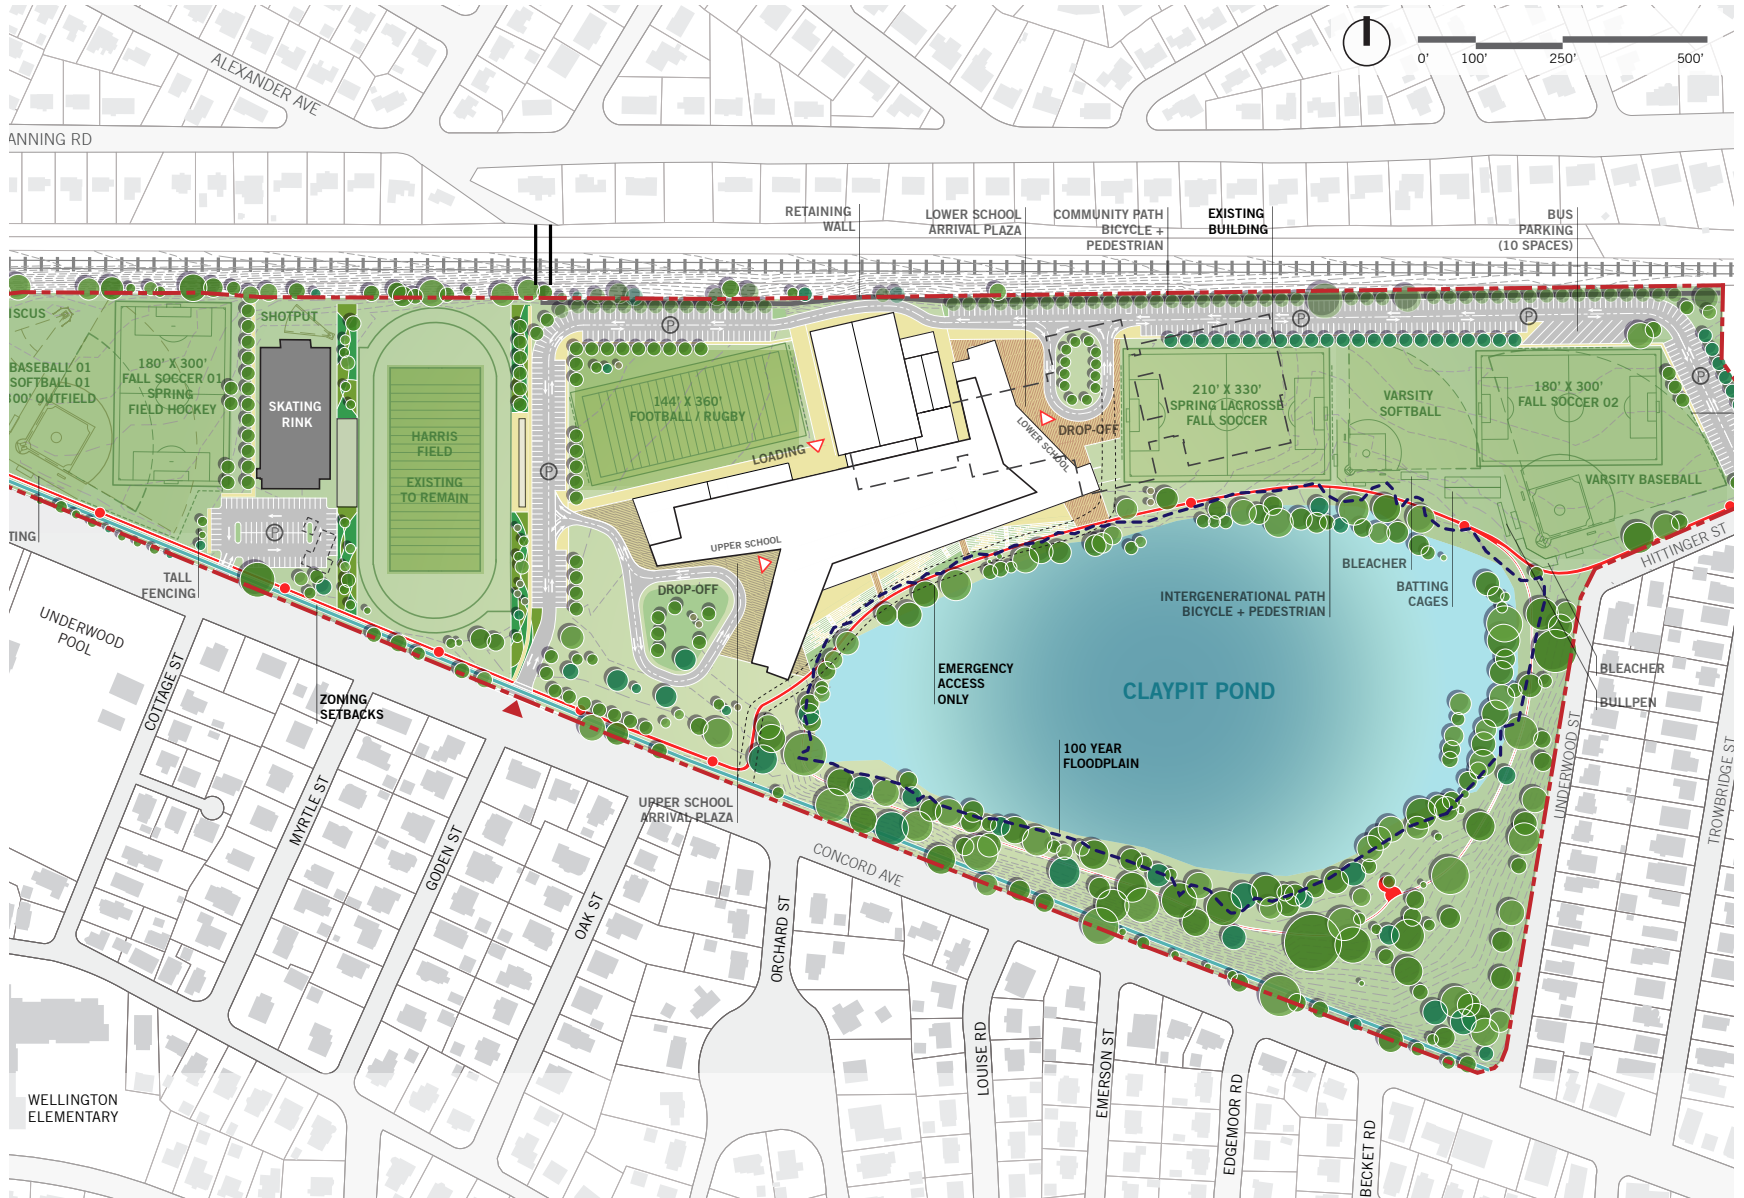 ALEXANDER AVE
ANNING RD
0' 100' 250' 500'
RETAINING
WALL
LOWER SCHOOL
ARRIVAL PLAZA
COMMUNITY PATH
BICYCLE +
PEDESTRIAN
EXISTING
BUILDING
BUS
PARKING
(10 SPACES)
ISCUS
SHOTPUT
BASEBALL 01
SOFTBALL 01
300' OUTFIELD
180' X 300'
FALL SOCCER 01
SPRING
FIELD HOCKEY
SKATING
RINK
HARRIS
FIELD
EXISTING
TO REMAIN
P
P
P
P
P
P
144' X 360'
FOOTBALL / RUGBY
LOADING
LOWER SCHOOL
DROP-OFF
210' X 330'
SPRING LACROSSE
FALL SOCCER
VARSITY
SOFTBALL
180' X 300'
FALL SOCCER 02
VARSITY BASEBALL
HITTINGER ST
TING
TALL
FENCING
UPPER SCHOOL
DROP-OFF
BLEACHER
BATTING
CAGES
INTERGENERATIONAL PATH
BICYCLE + PEDESTRIAN
UNDERWOOD
POOL
COTTAGE ST
ZONING
SETBACKS
EMERGENCY
ACCESS
ONLY
CLAYPIT POND
100 YEAR
FLOODPLAIN
BLEACHER
BULLPEN
UNDERWOOD ST
TROWBRIDGE ST
UPPER SCHOOL
ARRIVAL PLAZA
MYRTLE ST
GODEN ST
OAK ST
CONCORD AVE
ORCHARD ST
LOUISE RD
EMERSON ST
EDGEMOOR RD
BECKET RD
WELLINGTON
ELEMENTARY